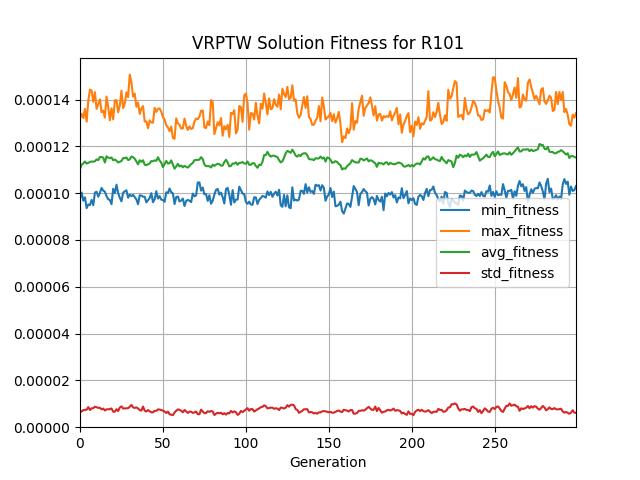 VRPTW Solution Fitness for R101
0.00014
0.00012
0.00010
0.00008
0.00006
0.00004
0.00002
0.00000
min_fitness
max_fitness
avg_fitness
std_fitness
0 50 100 150 200 250
Generation